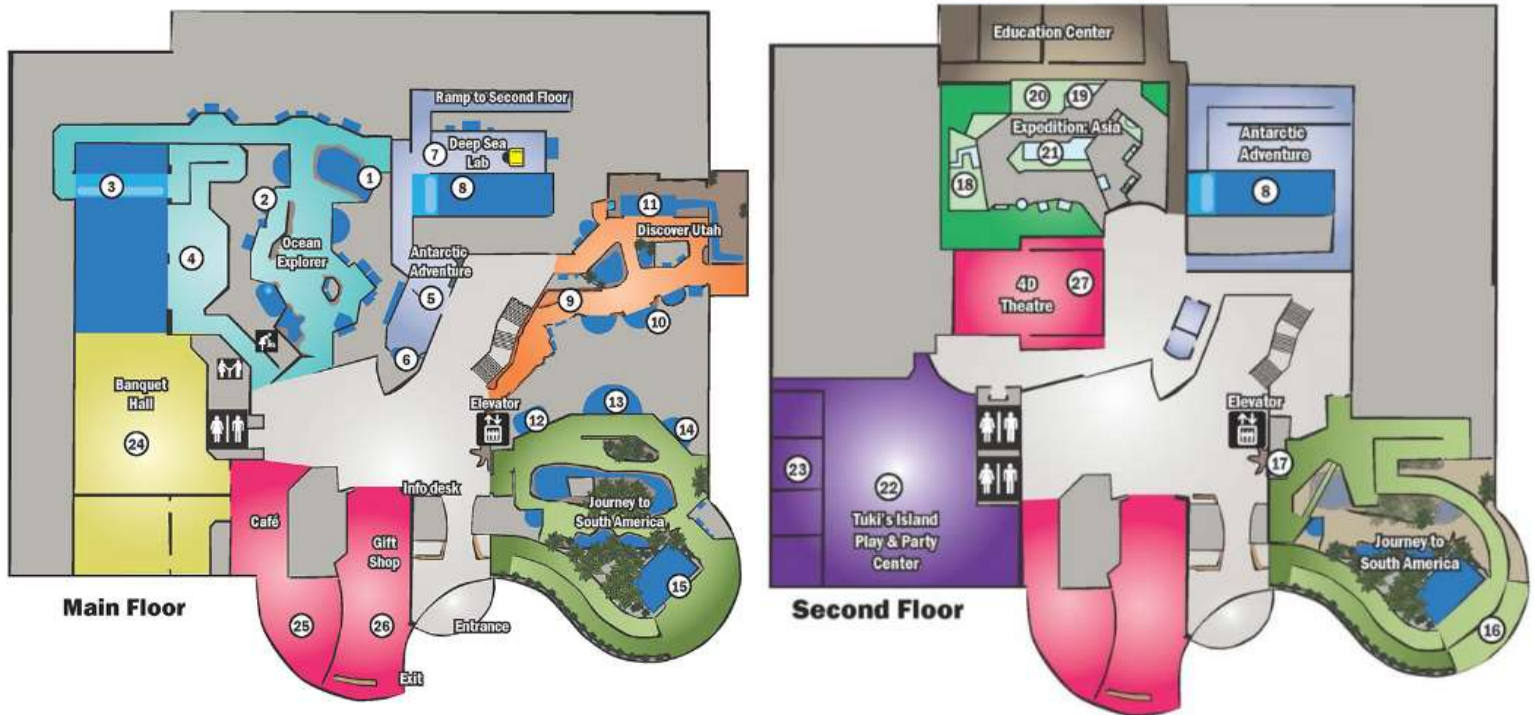 Ramp to Second Floor
7
Deep Sea
Lab
1
3
8
2
11
Discover Utah
Ocean
Explorer
4
Antarctic
Adventure
5
9
10
6
Banquet
Hall
24
Elevator
12
13
14
Info desk
Café
Gift
Shop
Journey to
South America
15
25
26
Entrance
Exit
Main Floor
Education Center
20
19
Expedition: Asia
21
18
Antarctic
Adventure
8
4D
Theatre
27
Elevator
17
23
22
Tuki's Island
Play & Party
Center
Journey to
South America
16
Second Floor